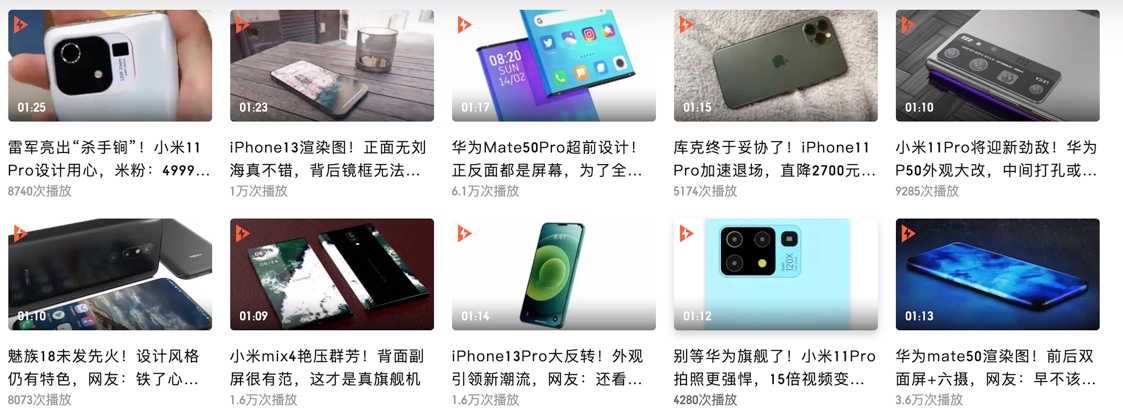 01:25
01:23
08:20
SUN
14/02
01:17
01:15
01:10
雷军亮出“杀手锏”！小米11
Pro设计用心，米粉：4999...
8740次播放
iPhone13渲染图！正面无刘
海真不错，背后镜框无法...
1万次播放
华为Mate50Pro超前设计！
正反面都是屏幕，为了全...
6.1万次播放
库克终于妥协了！iPhone11
Pro加速退场，直降2700元...
5174次播放
小米11Pro将迎新劲敌！华为
P50外观大改，中间打孔或...
9285次播放
01:10
01:09
01:14
120X
01:12
01:13
魅族18未发先火！设计风格
仍有特色，网友：铁了心...
8073次播放
小米mix4艳压群芳！背面副
屏很有范，这才是真旗舰机
1.6万次播放
iPhone13Pro大反转！外观
引领新潮流，网友：还看...
1.6万次播放
别等华为旗舰了！小米11Pro
拍照更强悍，15倍视频变...
4280次播放
华为mate50渲染图！前后双
面屏+六摄，网友：早不该...
3.6万次播放